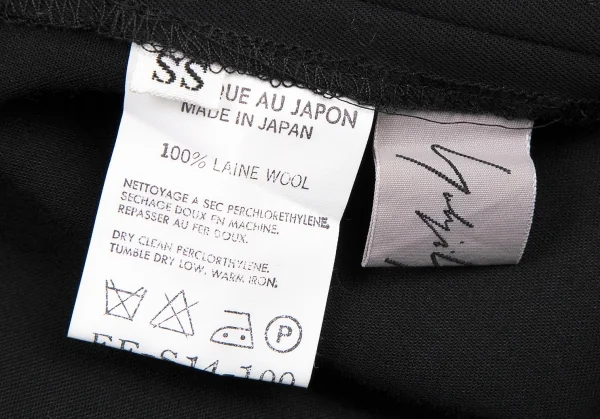 SS
QUE AU JAPON
MADE IN JAPAN
100% LAINE WOOL
NETTOYAGE A SEC PERCHLORETHYLENE.
SECHAGE DOUX EN MACHINE.
REPASSER AU FER DOUX.
DRY CLEAN PERCLORTHYLENE.
TUMBLE DRY LOW. WARM IRON.
P